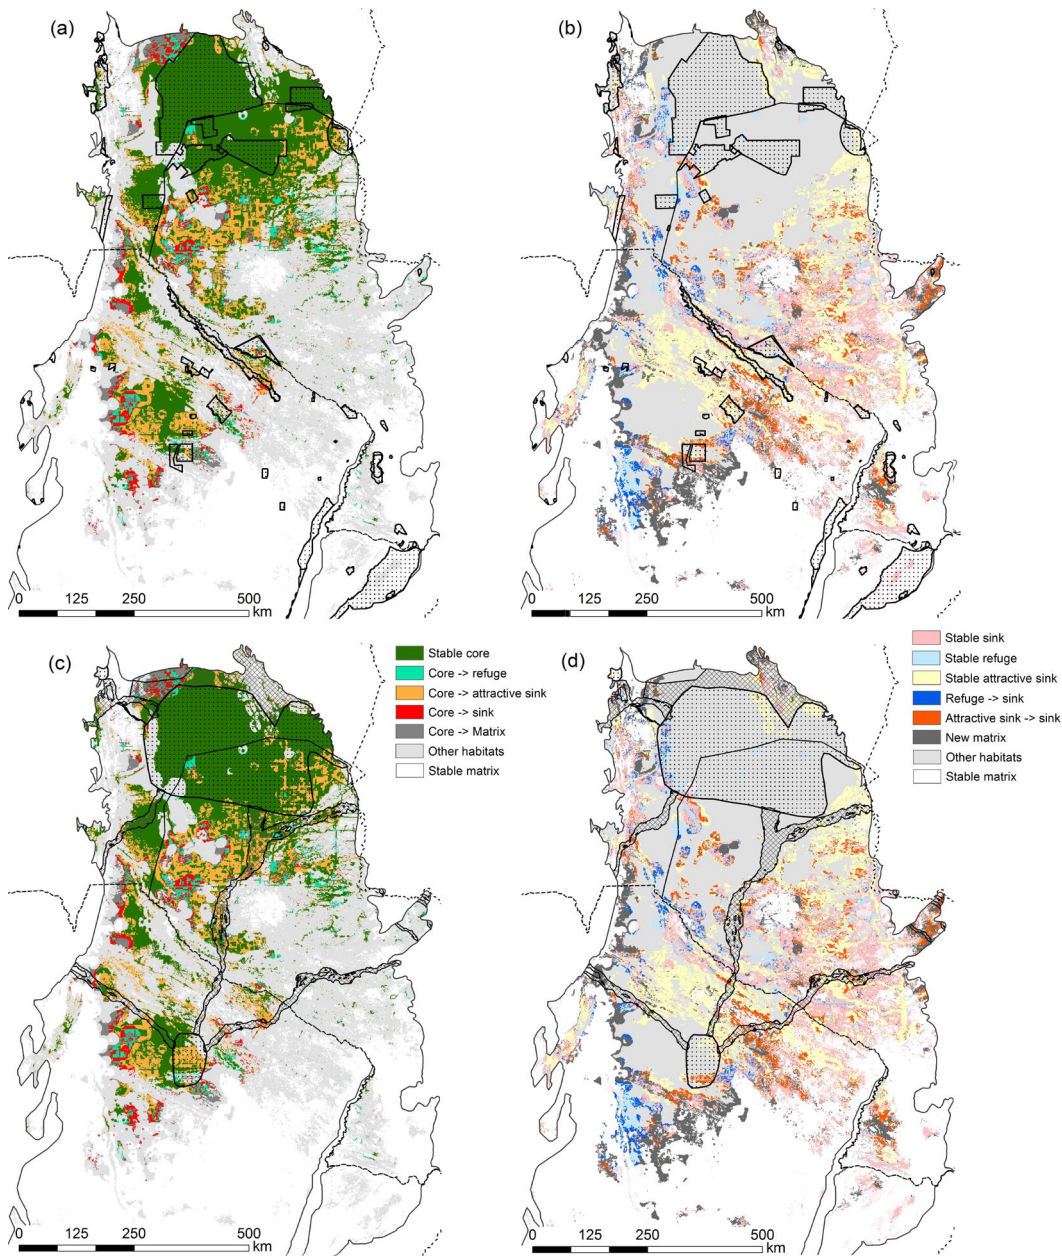 (a)
(b)
0 125 250 500
km
0 125 250 500
km
(c)
Stable core
Core -> refuge
Core -> attractive sink
Core -> sink
Core -> Matrix
Other habitats
Stable matrix
(d)
Stable sink
Stable refuge
Stable attractive sink
Refuge -> sink
Attractive sink -> sink
New matrix
Other habitats
Stable matrix
0 125 250 500
km
0 125 250 500
km